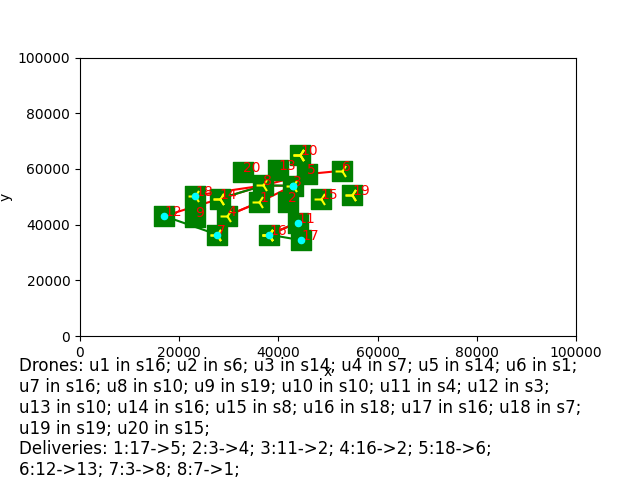 100000
80000
60000
40000
20000
0
y
0 20000 40000 60000 80000 100000
x
Drones: u1 in s16; u2 in s6; u3 in s14; u4 in s7; u5 in s14; u6 in s1;
u7 in s16; u8 in s10; u9 in s19; u10 in s10; u11 in s4; u12 in s3;
u13 in s10; u14 in s16; u15 in s8; u16 in s18; u17 in s16; u18 in s7;
u19 in s19; u20 in s15;
Deliveries: 1:17->5; 2:3->4; 3:11->2; 4:16->2; 5:18->6;
6:12->13; 7:3->8; 8:7->1;